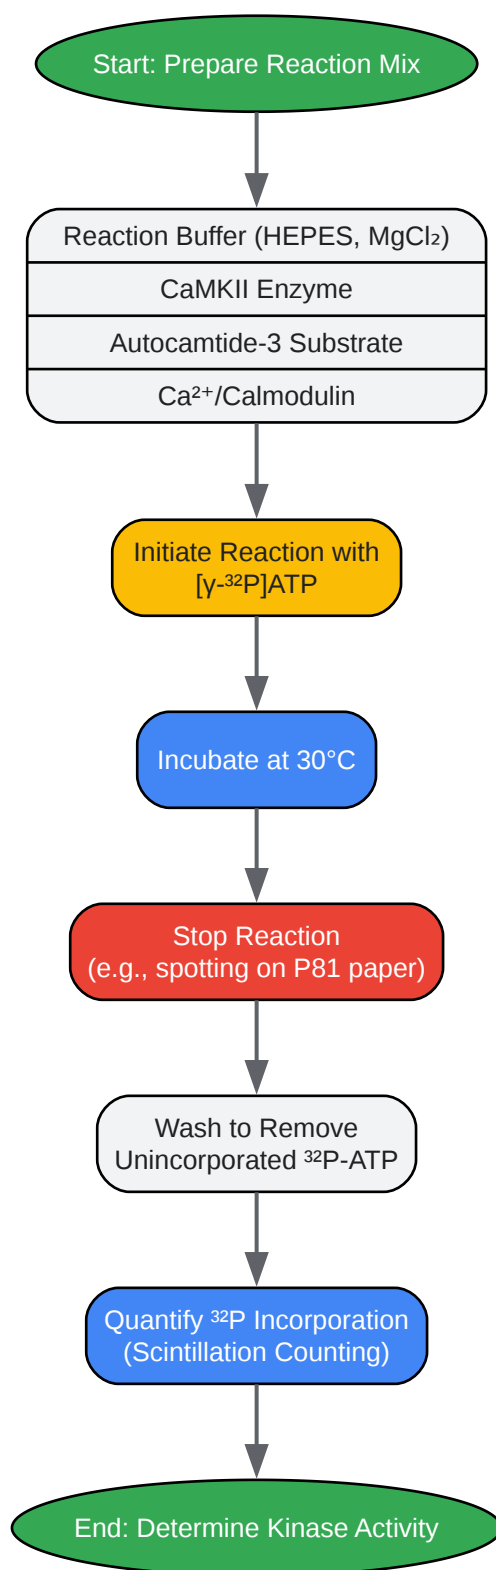 Start: Prepare Reaction Mix
Reaction Buffer (HEPES, MgCl₂)
CaMKII Enzyme
Autocamtide-3 Substrate
Ca²⁺/Calmodulin
Initiate Reaction with
[γ-³²P]ATP
Incubate at 30°C
Stop Reaction
(e.g., spotting on P81 paper)
Wash to Remove
Unincorporated ³²P-ATP
Quantify ³²P Incorporation
(Scintillation Counting)
End: Determine Kinase Activity